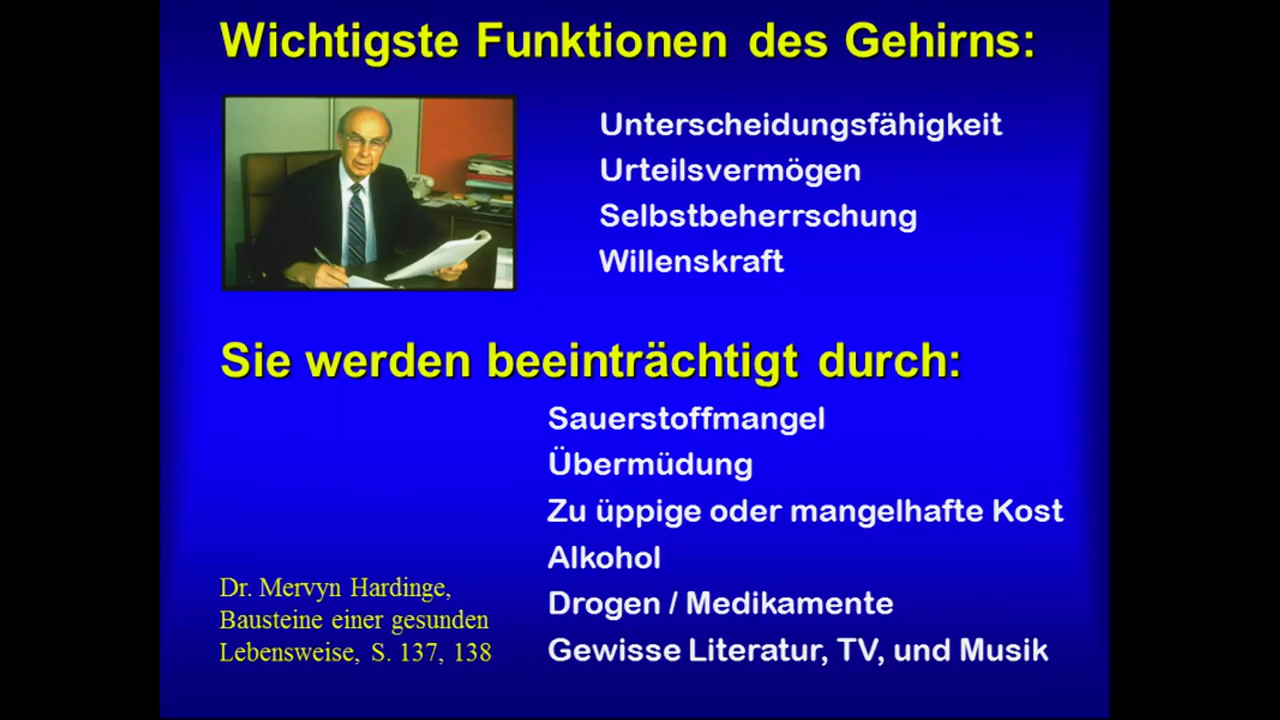 Wichtigste Funktionen des Gehirns:
Unterscheidungsfähigkeit
Urteilsvermögen
Selbstbeherrschung
Willenskraft
Sie werden beeinträchtigt durch:
Sauerstoffmangel
Übermüdung
Zu üppige oder mangelhafte Kost
Alkohol
Drogen / Medikamente
Gewisse Literatur, TV, und Musik
Dr. Mervyn Hardinge,
Bausteine einer gesunden
Lebensweise, S. 137, 138